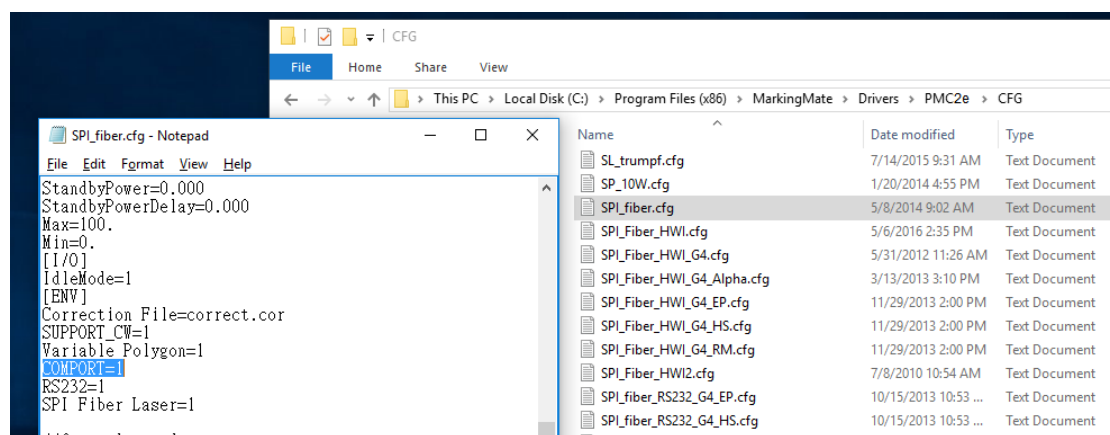 CFG
File Home Share View
This PC > Local Disk (C:) > Program Files (x86) > MarkingMate > Drivers > PMC2e > CFG
SPI_fiber.cfg - Notepad
File Edit Format View Help
StandbyPower=0.000
StandbyPowerDelay=0.000
Max=100.
Min=0.
[I/O]
IdleMode=1
[ENV]
Correction File=correct.cor
SUPPORT_CW=1
Variable Polygon=1
COMPORT=1
RS232=1
SPI Fiber Laser=1
Name Date modified Type
SL_trumpf.cfg 7/14/2015 9:31 AM Text Document
SP_10W.cfg 1/20/2014 4:55 PM Text Document
SPI_fiber.cfg 5/8/2014 9:02 AM Text Document
SPI_Fiber_HWI.cfg 5/6/2016 2:35 PM Text Document
SPI_Fiber_HWI_G4.cfg 5/31/2012 11:26 AM Text Document
SPI_Fiber_HWI_G4_Alpha.cfg 3/13/2013 3:10 PM Text Document
SPI_Fiber_HWI_G4_EP.cfg 11/29/2013 2:00 PM Text Document
SPI_Fiber_HWI_G4_HS.cfg 11/29/2013 2:00 PM Text Document
SPI_Fiber_HWI_G4_RM.cfg 11/29/2013 2:00 PM Text Document
SPI_Fiber_HWI2.cfg 7/8/2010 10:54 AM Text Document
SPI_fiber_RS232_G4_EP.cfg 10/15/2013 10:53 ... Text Document
SPI_fiber_RS232_G4_HS.cfg 10/15/2013 10:53 ... Text Document